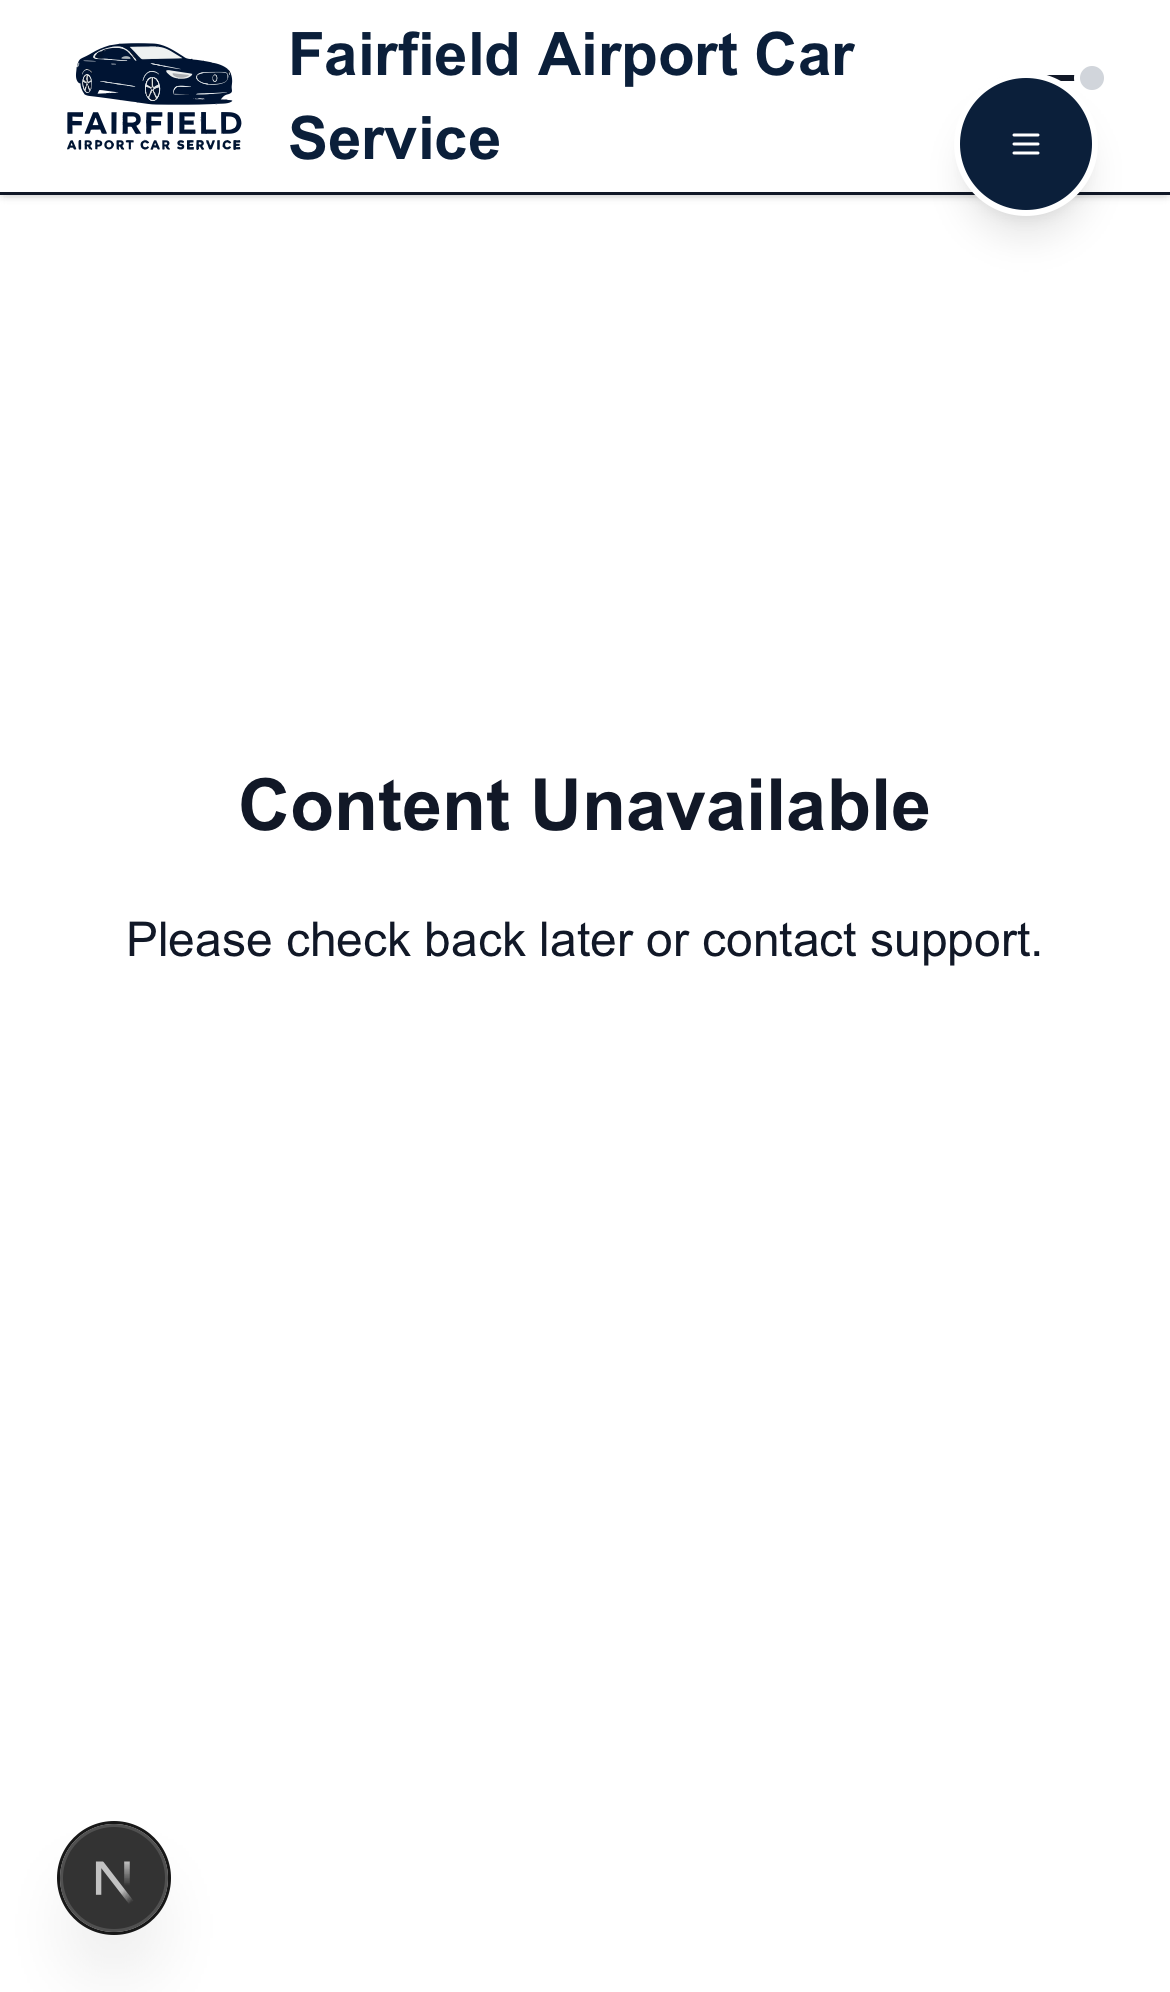 FAIRFIELD
AIRPORT CAR SERVICE
Fairfield Airport Car
Service
Content Unavailable
Please check back later or contact support.
N